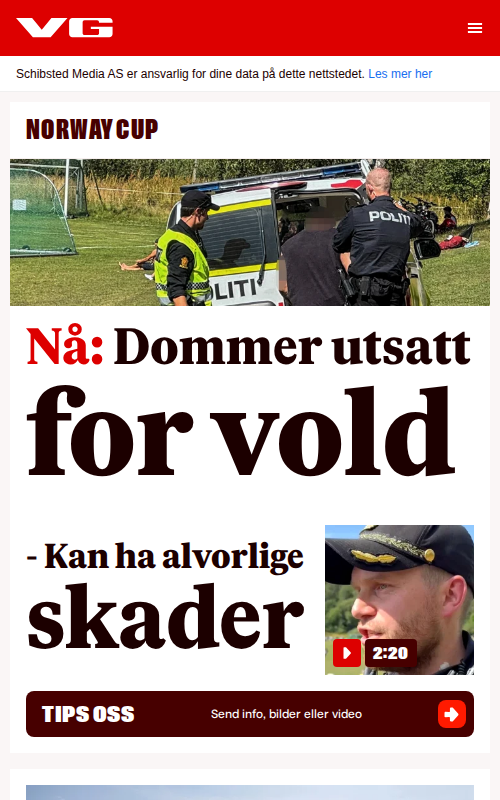 VG
Schibsted Media AS er ansvarlig for dine data på dette nettstedet. Les mer her
NORWAY CUP
POLITI
POLITI
Nå: Dommer utsatt
for vold
- Kan ha alvorlige
skader
2:20
TIPS OSS
Send info, bilder eller video